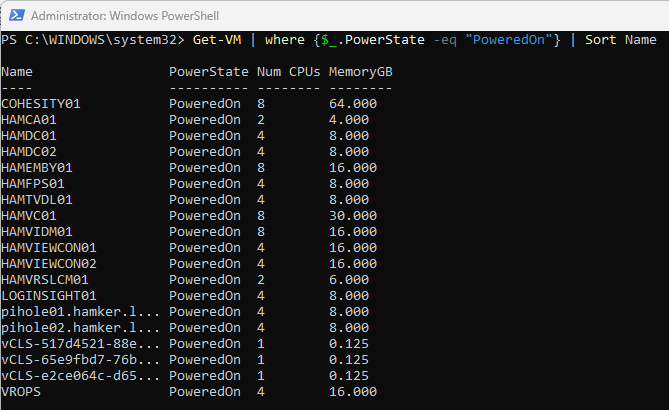 Administrator: Windows PowerShell
PS C:\WINDOWS\system32> Get-VM | where {$_.PowerState -eq "PoweredOn"} | Sort Name
Name                 PowerState Num CPUs MemoryGB
----                 ---------- -------- --------
COHESITY01           PoweredOn  8        64.000
HAMCA01              PoweredOn  2        4.000
HAMDC01              PoweredOn  4        8.000
HAMDC02              PoweredOn  4        8.000
HAMEMBY01            PoweredOn  8        16.000
HAMFPS01             PoweredOn  4        8.000
HAMTVDL01            PoweredOn  4        8.000
HAMVC01              PoweredOn  8        30.000
HAMVIDM01            PoweredOn  8        16.000
HAMVIEWCON01         PoweredOn  4        16.000
HAMVIEWCON02         PoweredOn  4        16.000
HAMVRSLCM01          PoweredOn  2        6.000
LOGINSIGHT01         PoweredOn  4        8.000
pihole01.hamker.l... PoweredOn  4        8.000
pihole02.hamker.l... PoweredOn  4        8.000
vCLS-517d4521-88e... PoweredOn  1        0.125
vCLS-65e9fbd7-76b... PoweredOn  1        0.125
vCLS-e2ce064c-d65... PoweredOn  1        0.125
VROPS                PoweredOn  4        16.000